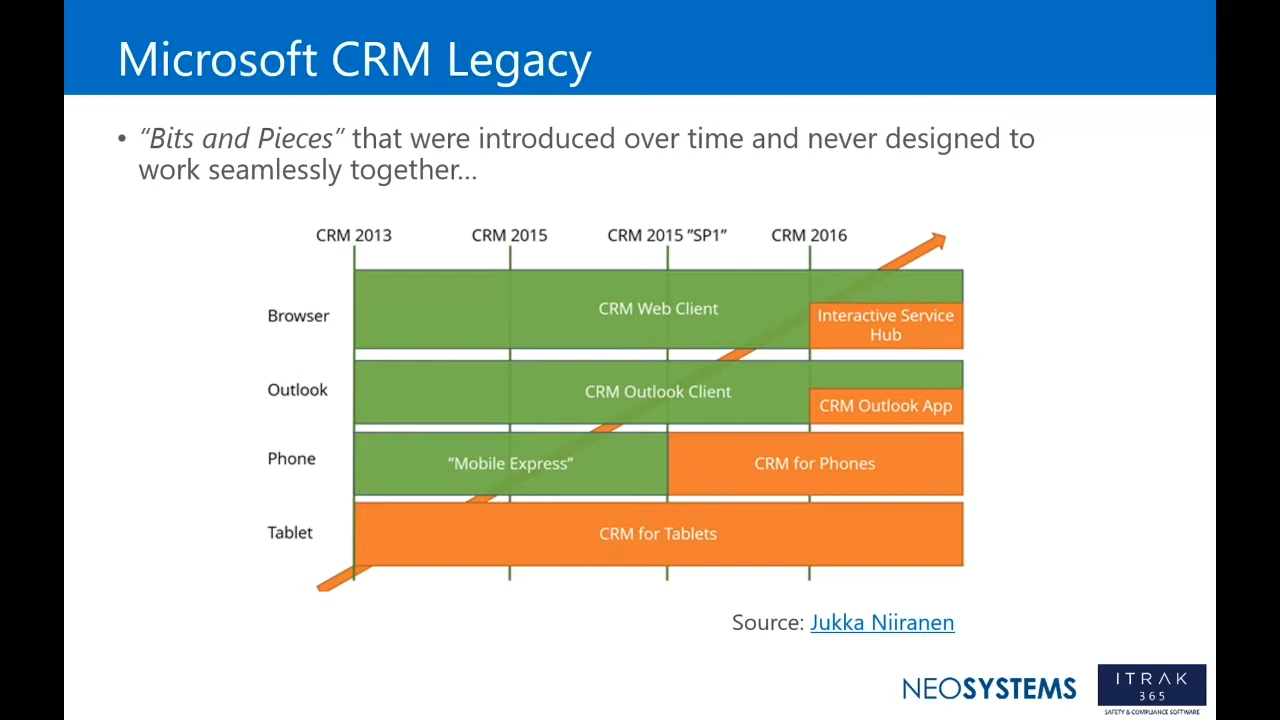 Microsoft CRM Legacy
• “Bits and Pieces” that were introduced over time and never designed to
work seamlessly together...
CRM 2013 CRM 2015 CRM 2015 ”SP1” CRM 2016
Browser
CRM Web Client
Interactive Service
Hub
Outlook
CRM Outlook Client
CRM Outlook App
Phone
”Mobile Express”
CRM for Phones
Tablet
CRM for Tablets
Source: Jukka Niiranen
NEOSYSTEMS
ITRAK
365
SAFETY & COMPLIANCE SOFTWARE